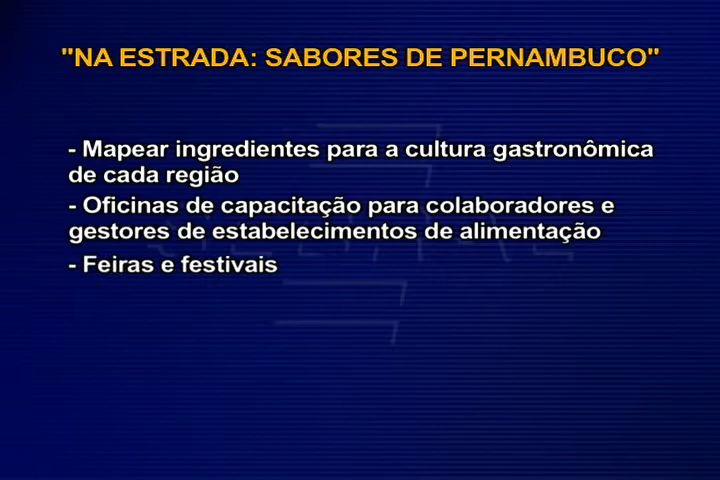 "NA ESTRADA: SABORES DE PERNAMBUCO"
- Mapear ingredientes para a cultura gastronômica
de cada região
- Oficinas de capacitação para colaboradores e
gestores de estabelecimentos de alimentação
- Feiras e festivais